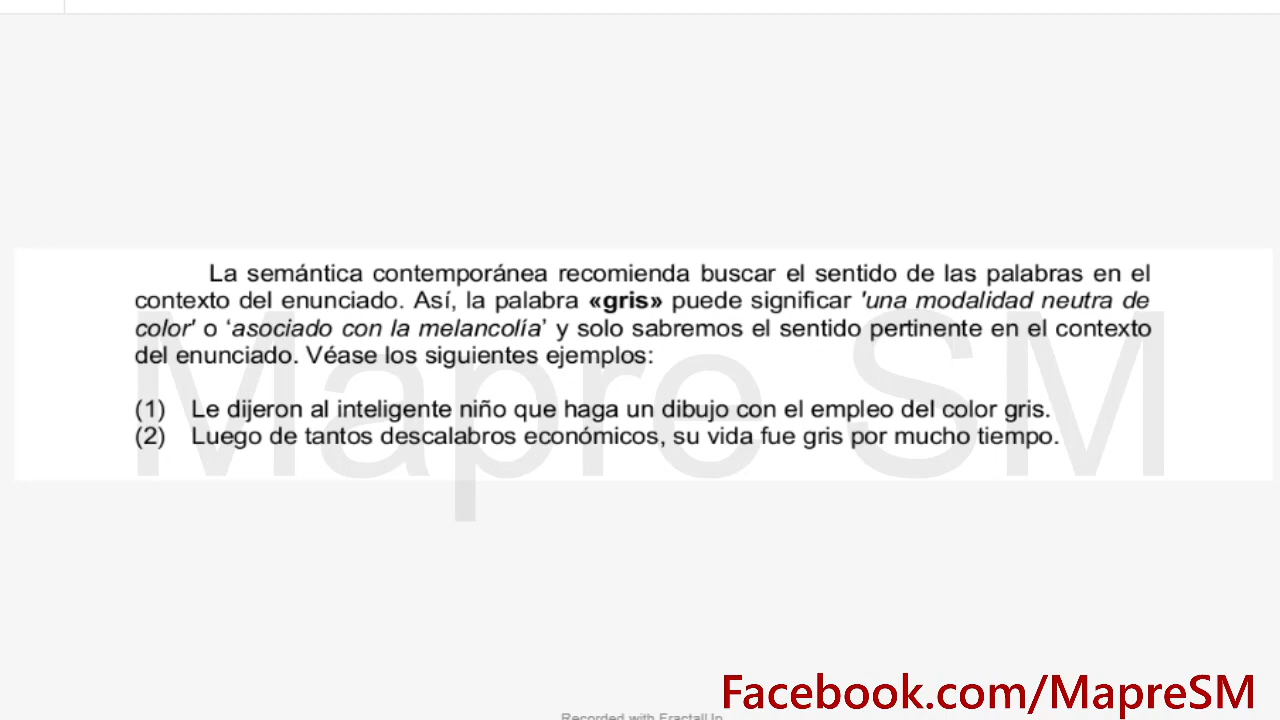 La semántica contemporánea recomienda buscar el sentido de las palabras en el
contexto del enunciado. Así, la palabra «gris» puede significar 'una modalidad neutra de
color' o ‘asociado con la melancolía’ y solo sabremos el sentido pertinente en el contexto
del enunciado. Véase los siguientes ejemplos:
(1) Le dijeron al inteligente niño que haga un dibujo con el empleo del color gris.
(2) Luego de tantos descalabros económicos, su vida fue gris por mucho tiempo.
Mapre SM
Facebook.com/MapreSM
Recorded with FractalUp